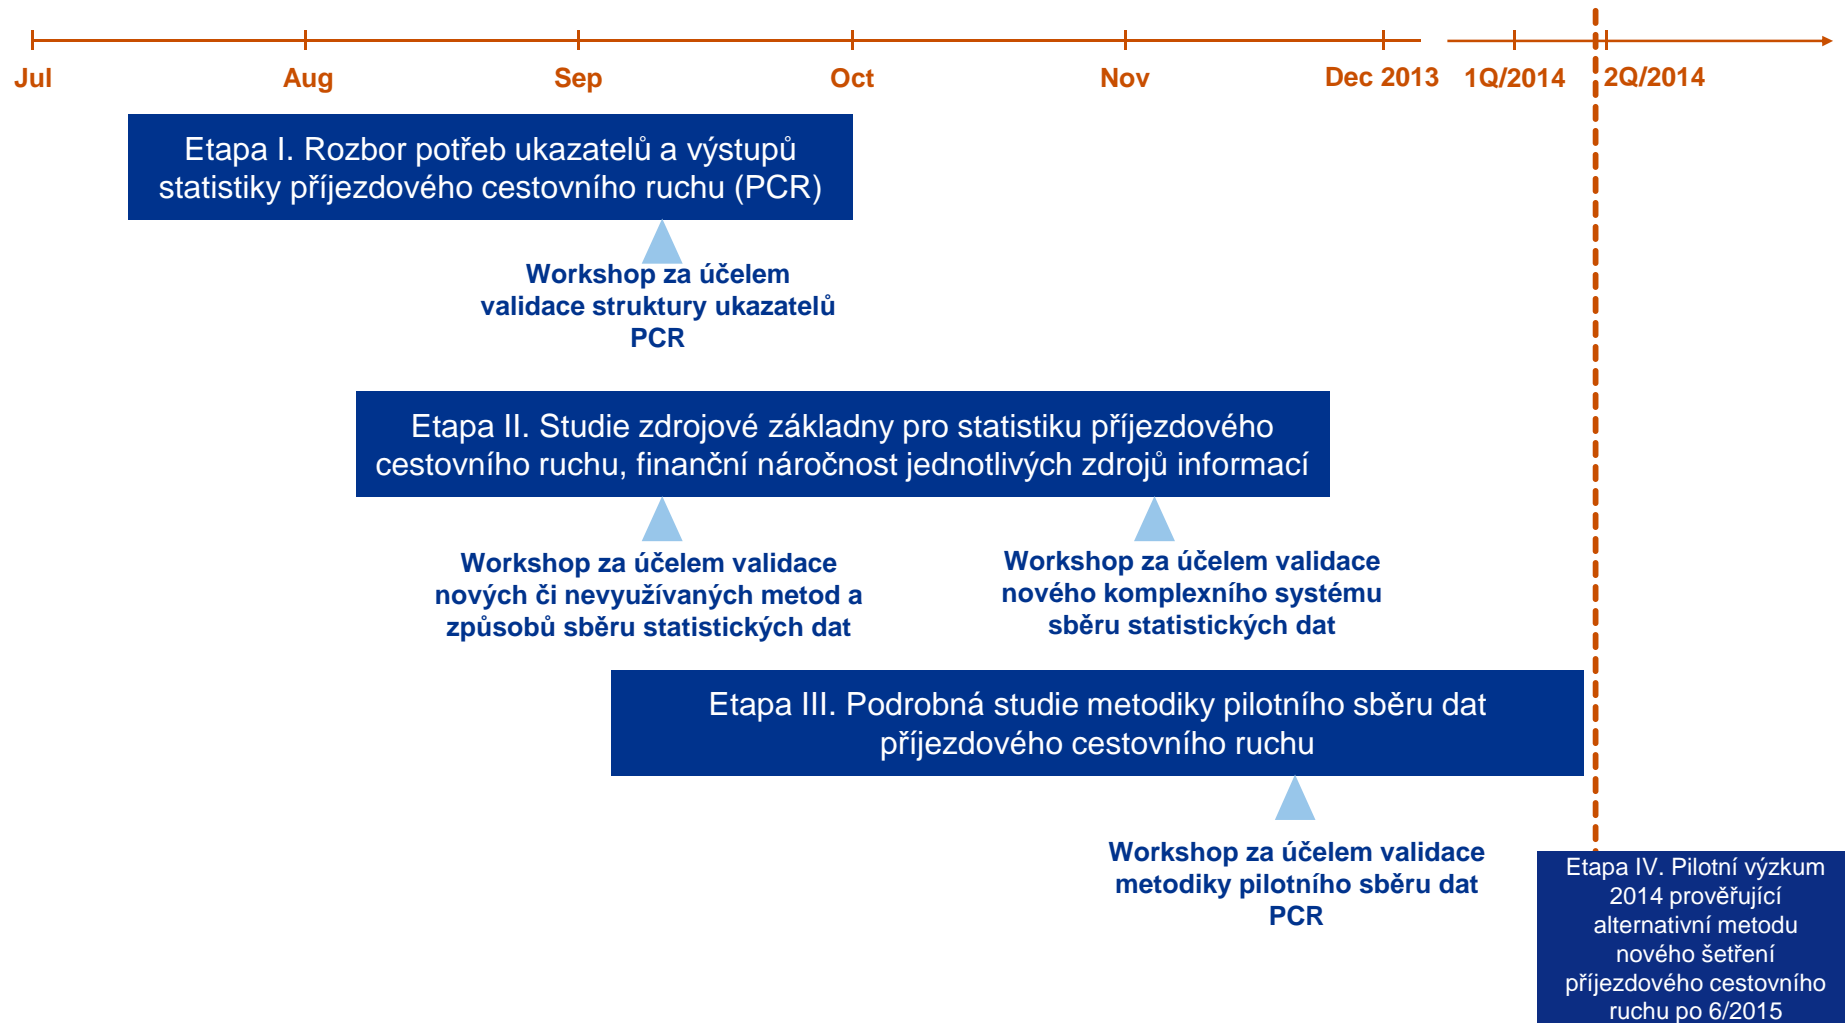 Jul Aug Sep Oct Nov Dec 2013 1Q/2014 2Q/2014
Etapa I. Rozbor potřeb ukazatelů a výstupů
statistiky příjezdového cestovního ruchu (PCR)
Workshop za účelem
validace struktury ukazatelů
PCR
Etapa II. Studie zdrojové základny pro statistiku příjezdového
cestovního ruchu, finanční náročnost jednotlivých zdrojů informací
Workshop za účelem validace
nových či nevyužívaných metod a
způsobů sběru statistických dat
Workshop za účelem validace
nového komplexního systému
sběru statistických dat
Etapa III. Podrobná studie metodiky pilotního sběru dat
příjezdového cestovního ruchu
Workshop za účelem validace
metodiky pilotního sběru dat
PCR
Etapa IV. Pilotní výzkum
2014 prověřující
alternativní metodu
nového šetření
příjezdového cestovního
ruchu po 6/2015